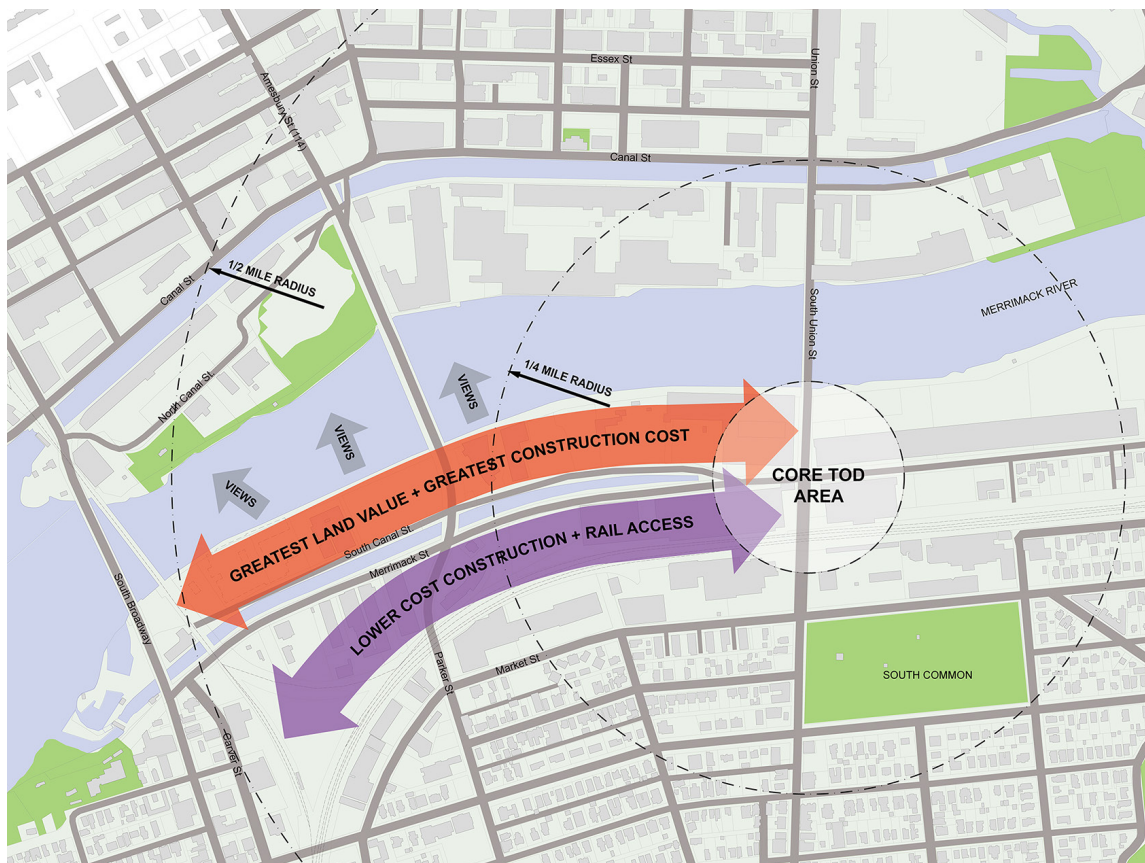 Essex St
Union St
Amesbury St (114)
Canal St
1/2 MILE RADIUS
Canal St.
MERRIMACK RIVER
South Union St
North Canal St.
VIEWS
VIEWS
VIEWS
1/4 MILE RADIUS
GREATEST LAND VALUE + GREATEST CONSTRUCTION COST
CORE TOD
AREA
South Canal St.
Merrimack St
LOWER COST CONSTRUCTION + RAIL ACCESS
South Broadway
Parker St
Market St
SOUTH COMMON
Carver St